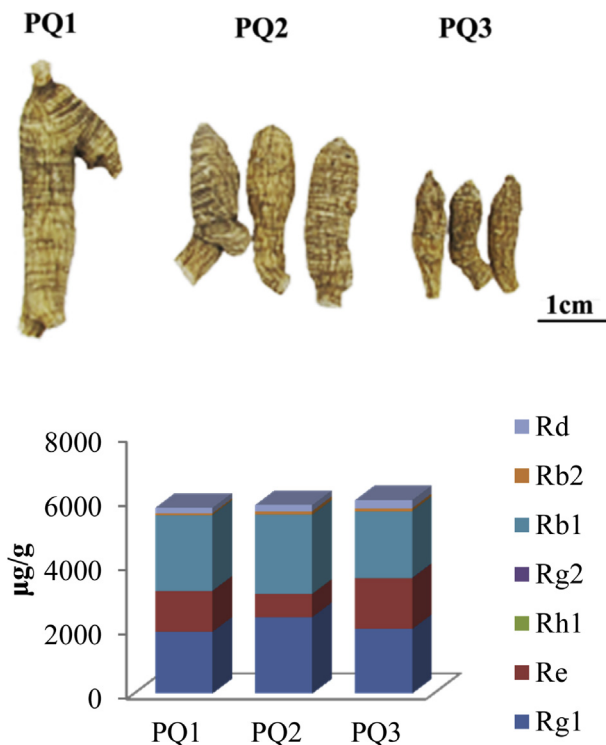 PQ1 PQ2 PQ3
1cm
8000
6000
4000
2000
0
µg/g
PQ1 PQ2 PQ3
Rd
Rb2
Rb1
Rg2
Rh1
Re
Rg1